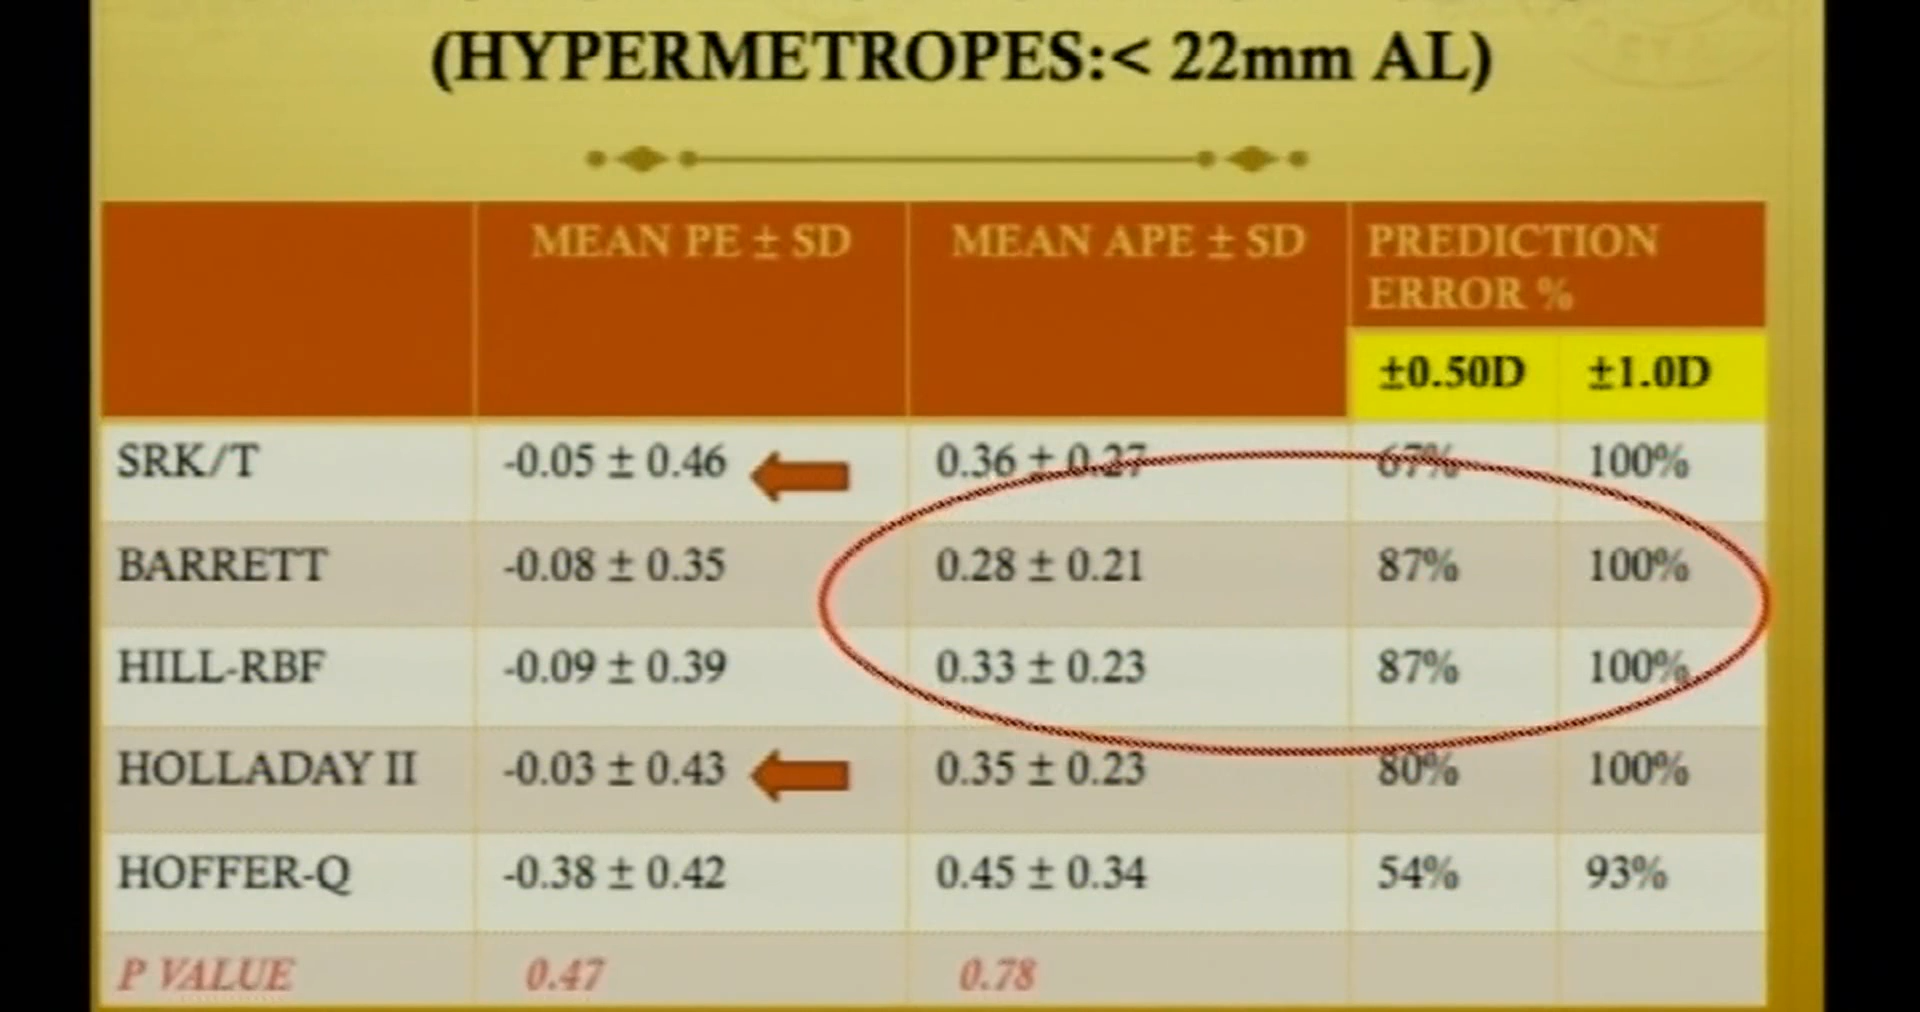 (HYPERMETROPES:< 22mm AL)
MEAN PE ± SD MEAN APE ± SD PREDICTION
ERROR %
±0.50D ±1.0D
SRK/T -0.05 ± 0.46 0.36 ± 0.27 67% 100%
BARRETT -0.08 ± 0.35 0.28 ± 0.21 87% 100%
HILL-RBF -0.09 ± 0.39 0.33 ± 0.23 87% 100%
HOLLADAY II -0.03 ± 0.43 0.35 ± 0.23 80% 100%
HOFFER-Q -0.38 ± 0.42 0.45 ± 0.34 54% 93%
P VALUE 0.47 0.78